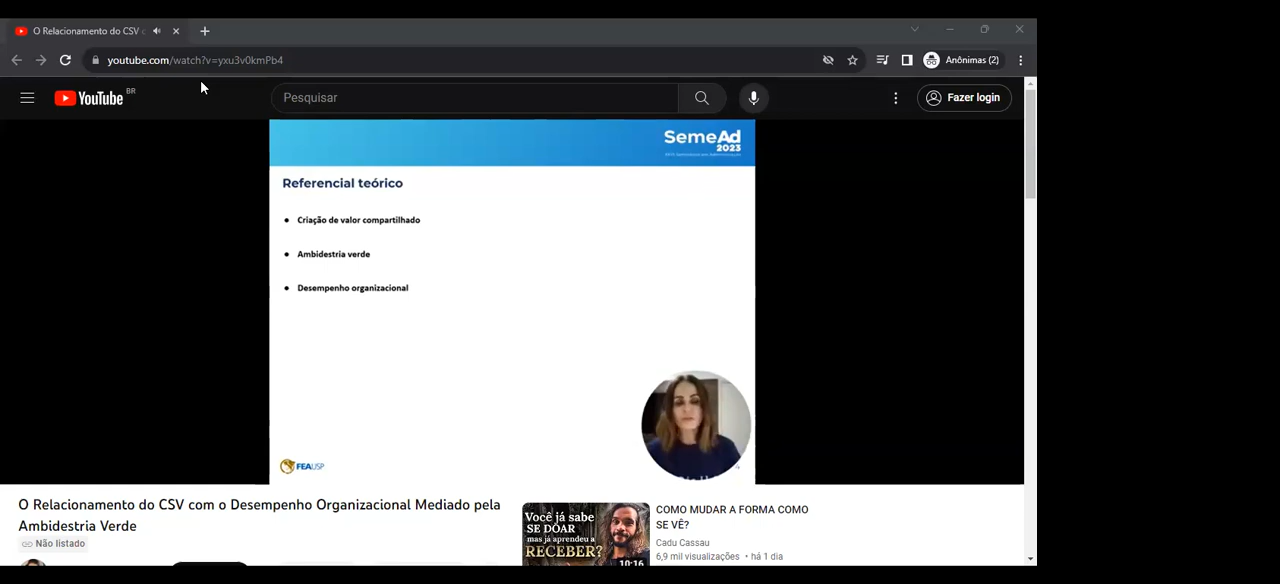 O Relacionamento do CSV c
youtube.com/watch?v=yxu3v0kmPb4
Anônimas (2)
YouTube BR
Pesquisar
Fazer login
SemeAd
2023
Referencial teórico
• Criação de valor compartilhado
• Ambidestria verde
• Desempenho organizacional
FEAUSP
O Relacionamento do CSV com o Desempenho Organizacional Mediado pela
Ambidestria Verde
Não listado
Você já sabe
SE DOAR
mas já aprendeu a
RECEBER?
10:16
COMO MUDAR A FORMA COMO
SE VÊ?
Cadu Cassau
6,9 mil visualizações • há 1 dia